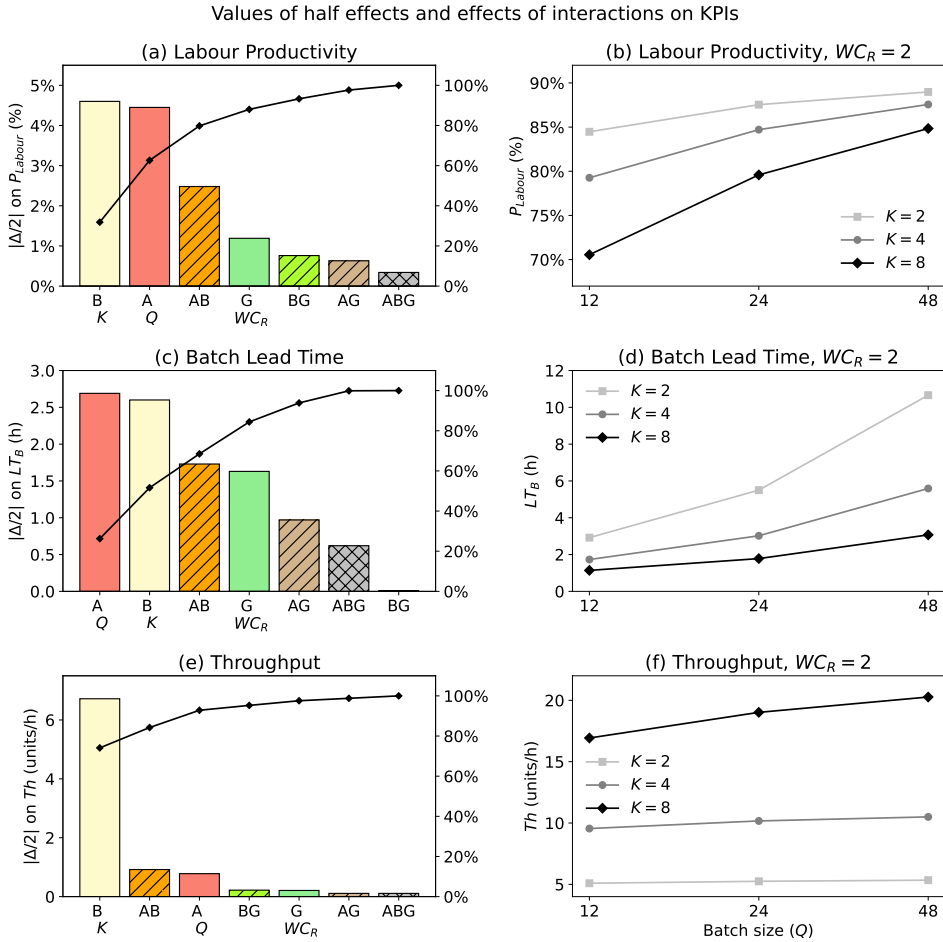 Values of half effects and effects of interactions on KPIs
(a) Labour Productivity
|Δ/2| on P_Labour (%)
5%
4%
3%
2%
1%
0%
100%
80%
60%
40%
20%
0%
B A AB G BG AG ABG
K Q WC_R
(b) Labour Productivity, WC_R = 2
P_Labour (%)
90%
85%
80%
75%
70%
K = 2
K = 4
K = 8
12 24 48
(c) Batch Lead Time
|Δ/2| on LT_B (h)
3.0
2.5
2.0
1.5
1.0
0.5
0.0
100%
80%
60%
40%
20%
0%
A B AB G AG ABG BG
Q K WC_R
(d) Batch Lead Time, WC_R = 2
LT_B (h)
12
10
8
6
4
2
0
K = 2
K = 4
K = 8
12 24 48
(e) Throughput
|Δ/2| on Th (units/h)
6
4
2
0
100%
80%
60%
40%
20%
0%
B AB A BG G AG ABG
K Q WC_R
(f) Throughput, WC_R = 2
Th (units/h)
20
15
10
5
K = 2
K = 4
K = 8
12 24 48
Batch size (Q)